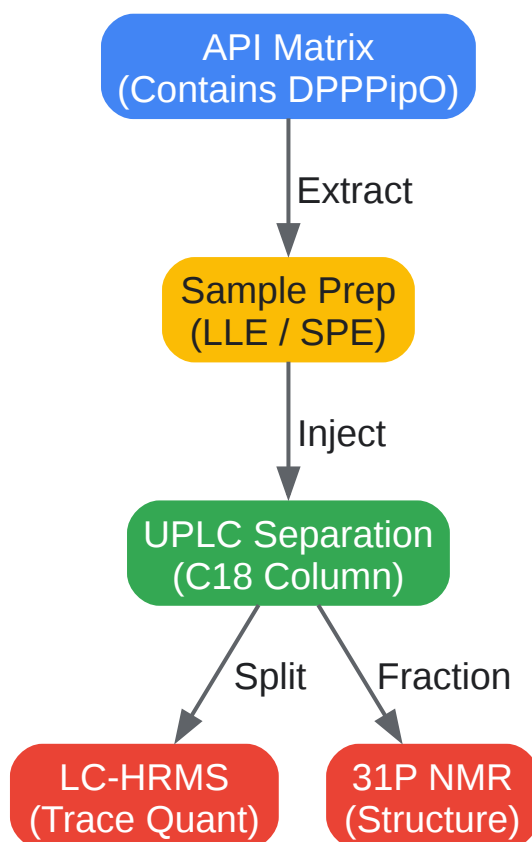 API Matrix
(Contains DPPPipO)
Extract
Sample Prep
(LLE / SPE)
Inject
UPLC Separation
(C18 Column)
Split
Fraction
LC-HRMS
(Trace Quant)
31P NMR
(Structure)